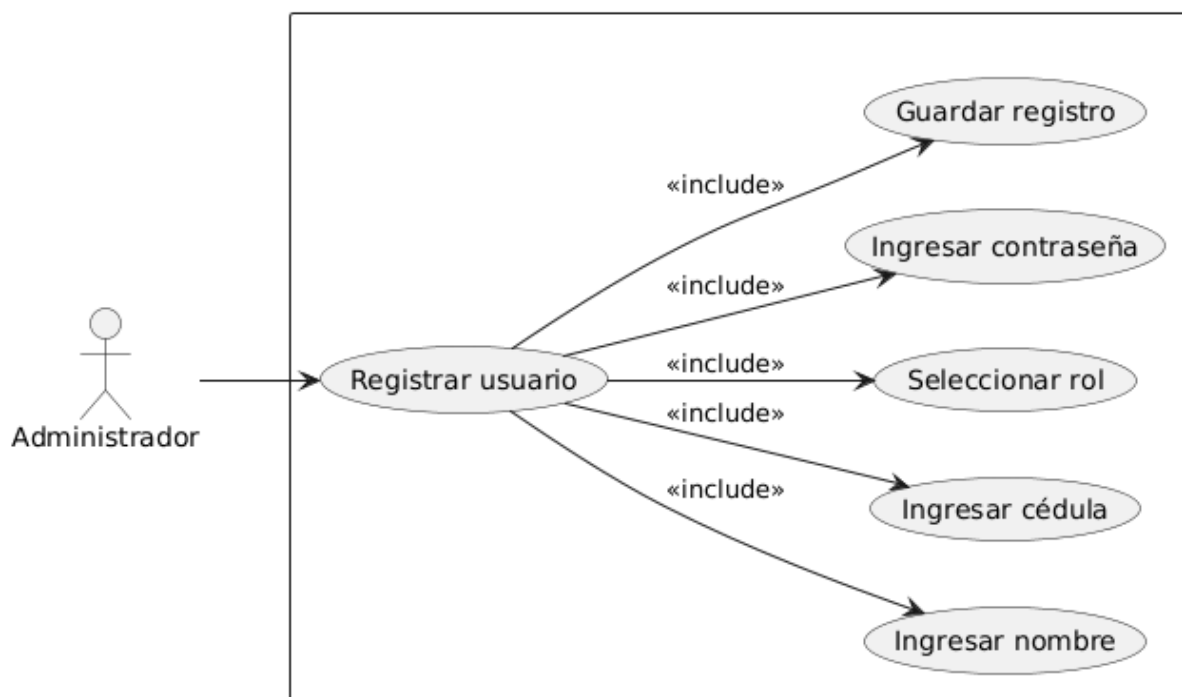 Guardar registro
«include»
Ingresar contraseña
«include»
Registrar usuario
«include»
Seleccionar rol
«include»
Administrador
Ingresar cédula
«include»
Ingresar nombre